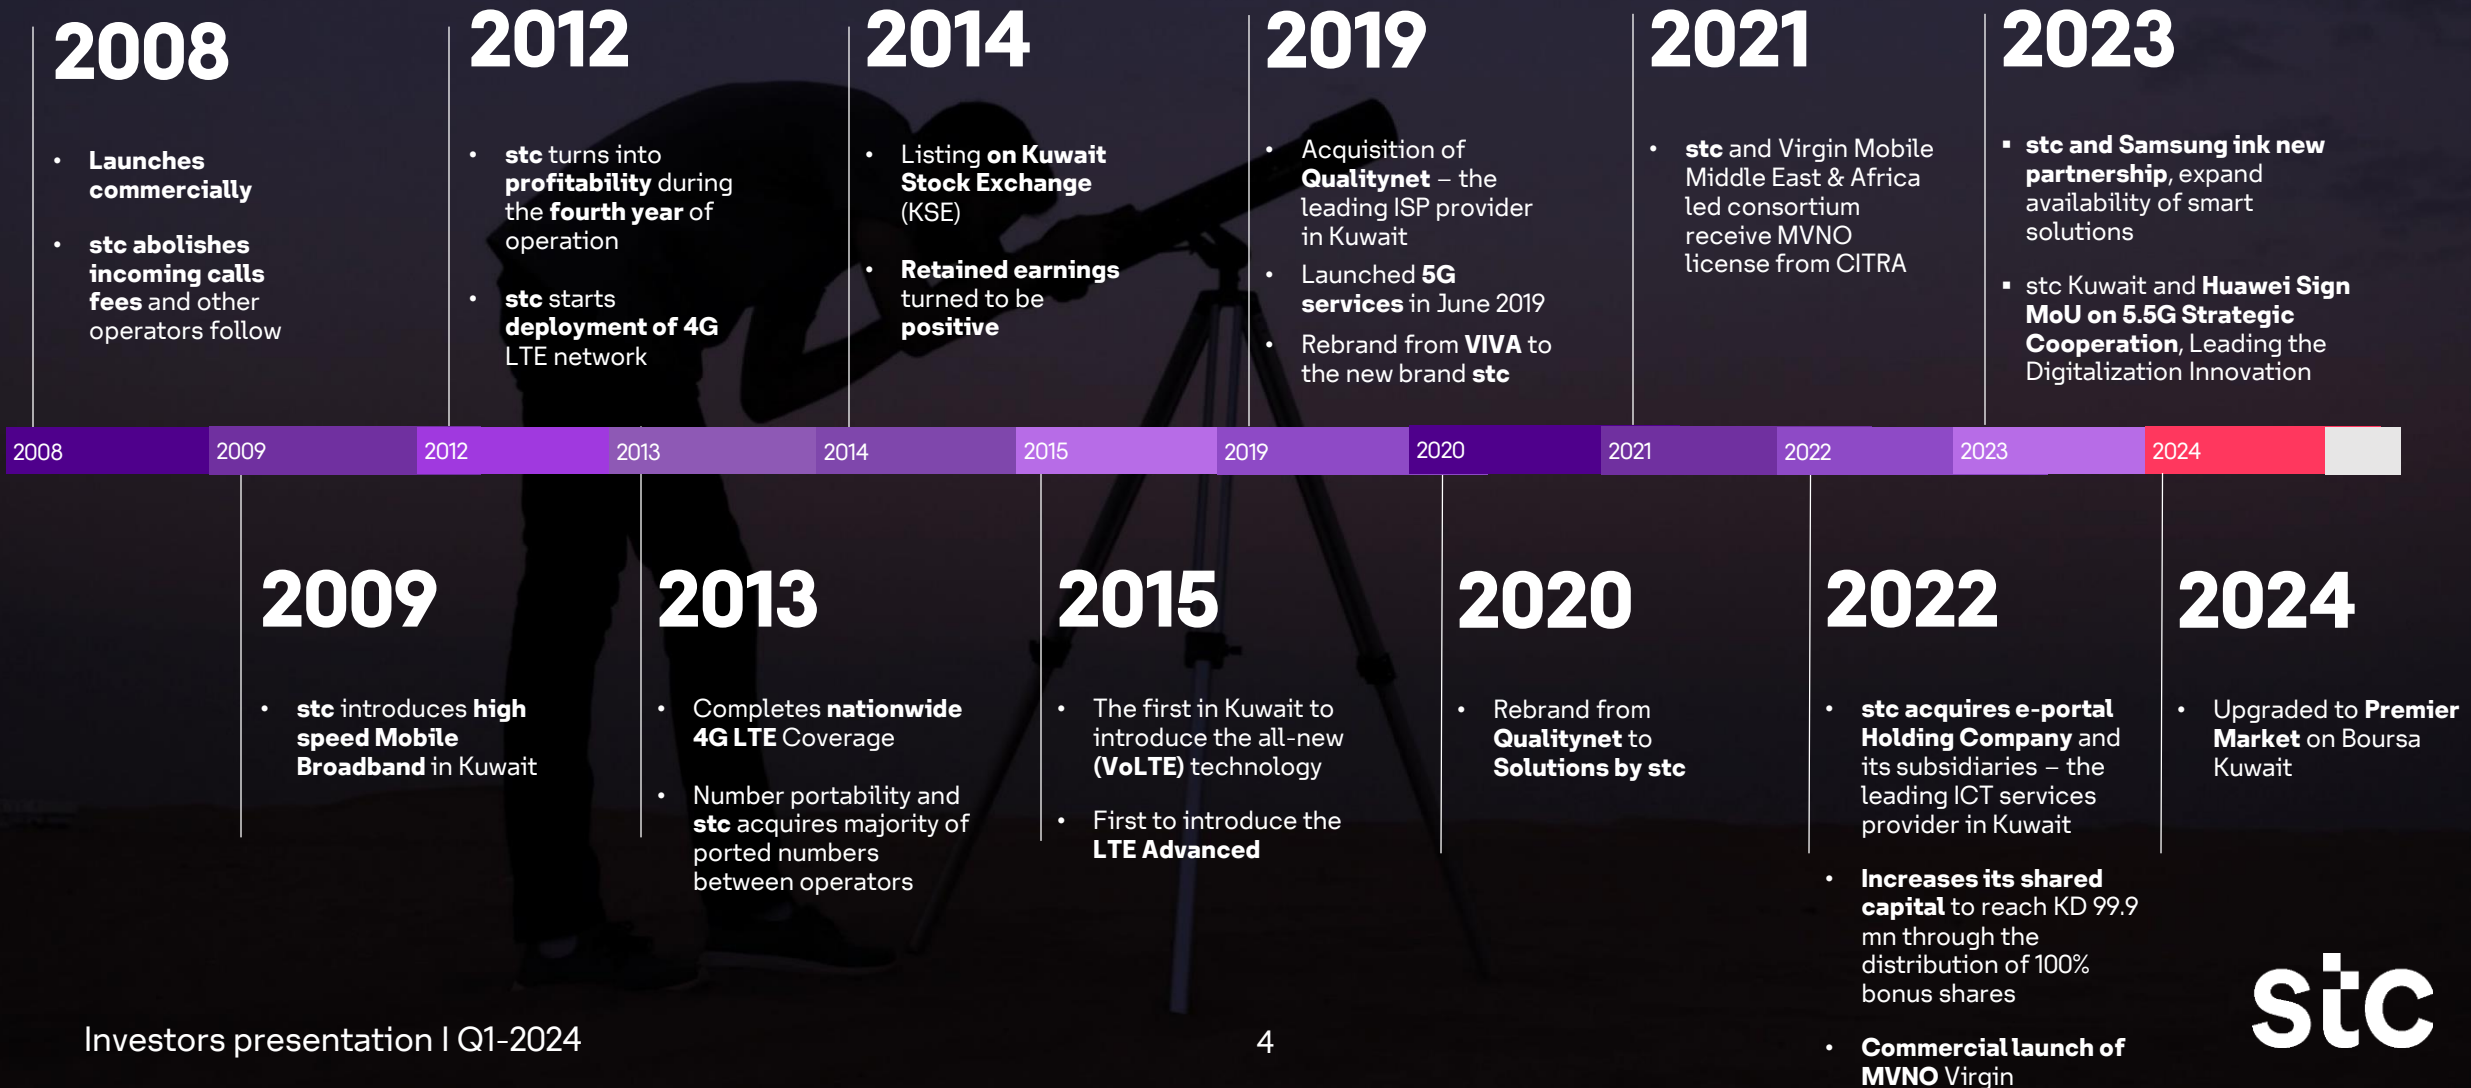 2008
• Launches
commercially
• stc abolishes
incoming calls
fees and other
operators follow
2012
• stc turns into
profitability during
the fourth year of
operation
• stc starts
deployment of 4G
LTE network
2014
• Listing on Kuwait
Stock Exchange
(KSE)
• Retained earnings
turned to be
positive
2019
• Acquisition of
Qualitynet – the
leading ISP provider
in Kuwait
• Launched 5G
services in June 2019
• Rebrand from VIVA to
the new brand stc
2021
• stc and Virgin Mobile
Middle East & Africa
led consortium
receive MVNO
license from CITRA
2023
▪ stc and Samsung ink new
partnership, expand
availability of smart
solutions
▪ stc Kuwait and Huawei Sign
MoU on 5.5G Strategic
Cooperation, Leading the
Digitalization Innovation
2008 2009 2012 2013 2014 2015 2019 2020 2021 2022 2023 2024
2009
• stc introduces high
speed Mobile
Broadband in Kuwait
2013
• Completes nationwide
4G LTE Coverage
• Number portability and
stc acquires majority of
ported numbers
between operators
2015
• The first in Kuwait to
introduce the all-new
(VoLTE) technology
• First to introduce the
LTE Advanced
2020
• Rebrand from
Qualitynet to
Solutions by stc
2022
• stc acquires e-portal
Holding Company and
its subsidiaries – the
leading ICT services
provider in Kuwait
• Increases its shared
capital to reach KD 99.9
mn through the
distribution of 100%
bonus shares
• Commercial launch of
MVNO Virgin
2024
• Upgraded to Premier
Market on Boursa
Kuwait
stc
Investors presentation I Q1-2024
4